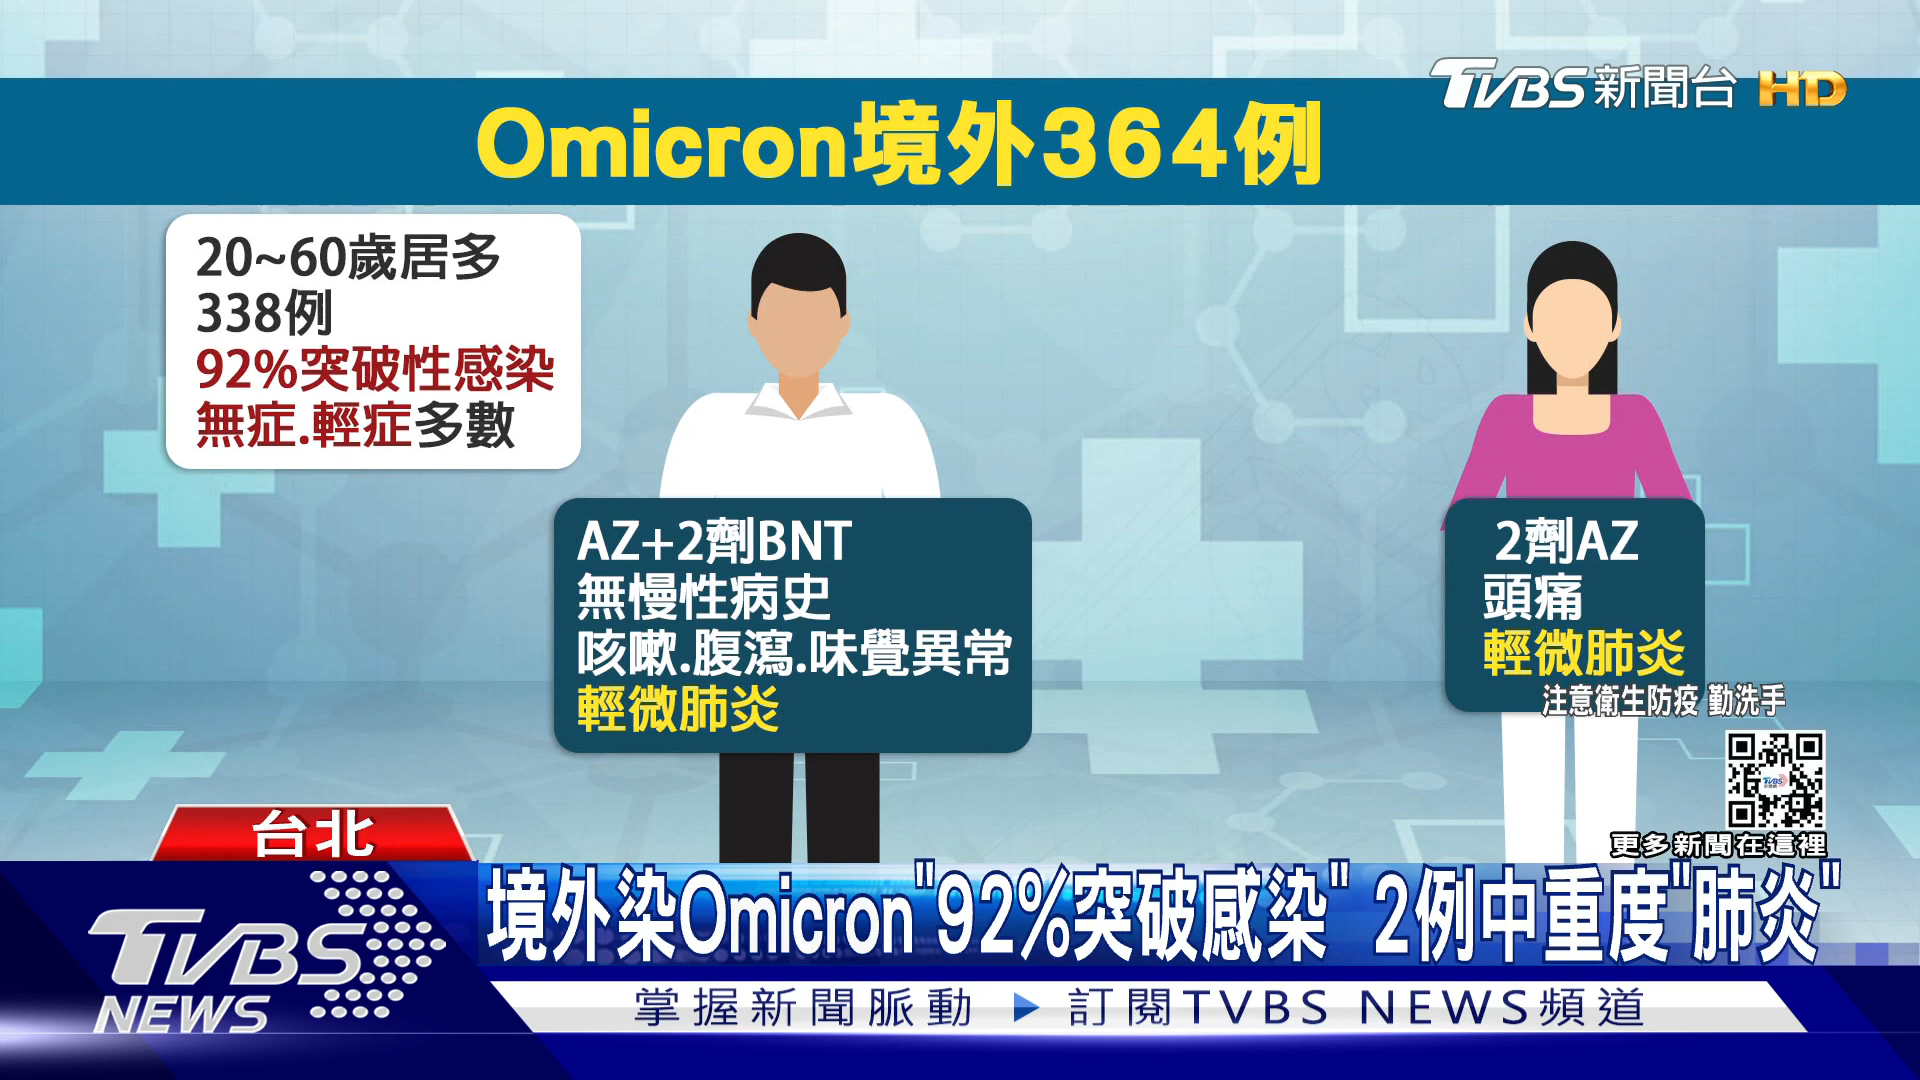 TVBS新聞台 HD
Omicron境外364例
20~60歲居多
338例
92%突破性感染
無症.輕症多數
AZ+2劑BNT
無慢性病史
咳嗽.腹瀉.味覺異常
輕微肺炎
2劑AZ
頭痛
輕微肺炎
注意衛生防疫 勤洗手
TVBS
更多新聞在這裡
台北
境外染Omicron"92%突破感染" 2例中重度"肺炎"
TVBS
NEWS
掌握新聞脈動 ▶ 訂閱TVBS NEWS頻道